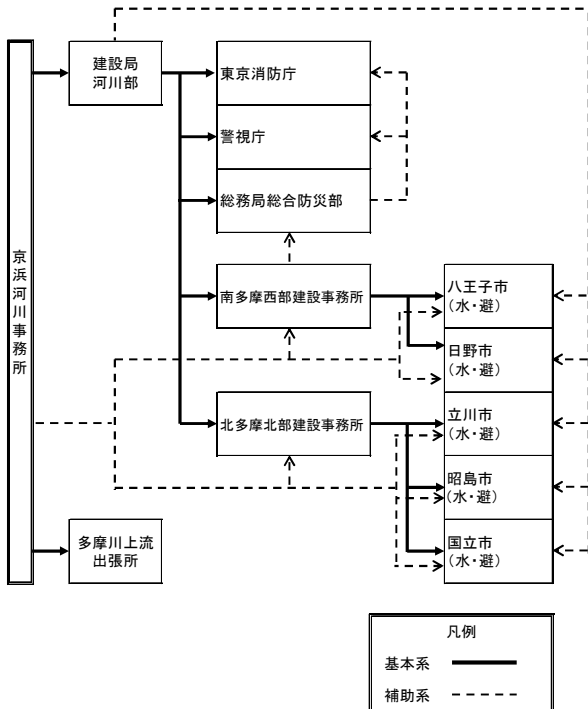 建設局
河川部
東京消防庁
警視庁
総務局総合防災部
京浜河川事務所
南多摩西部建設事務所
八王子市
(水・避)
日野市
(水・避)
北多摩北部建設事務所
立川市
(水・避)
昭島市
(水・避)
多摩川上流
出張所
国立市
(水・避)
凡例
基本系
補助系